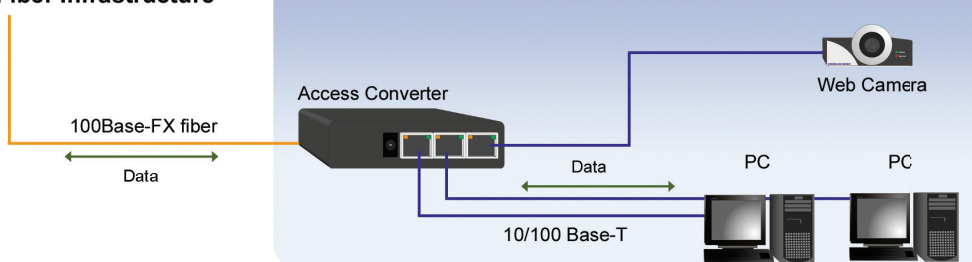 Fiber Infrastructure
Access Converter
Web Camera
100Base-FX fiber
Data
Data
PC
PC
10/100 Base-T